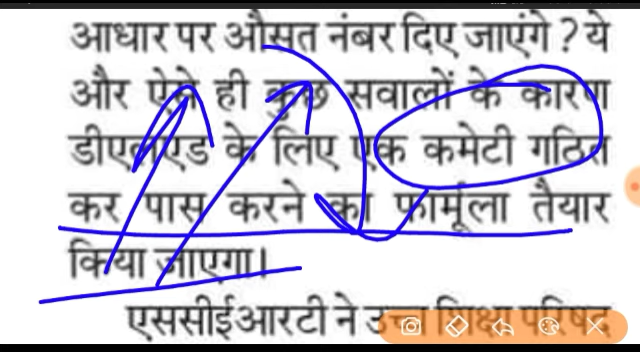 आधार पर औसत नंबर दिए जाएंगे ? ये
और ऐसे ही कुछ सवालों के कारण
डीएलएड के लिए एक कमेटी गठित
कर पास करने का फार्मूला तैयार
किया जाएगा।
एससीईआरटी ने उच्च शिक्षा परिषद